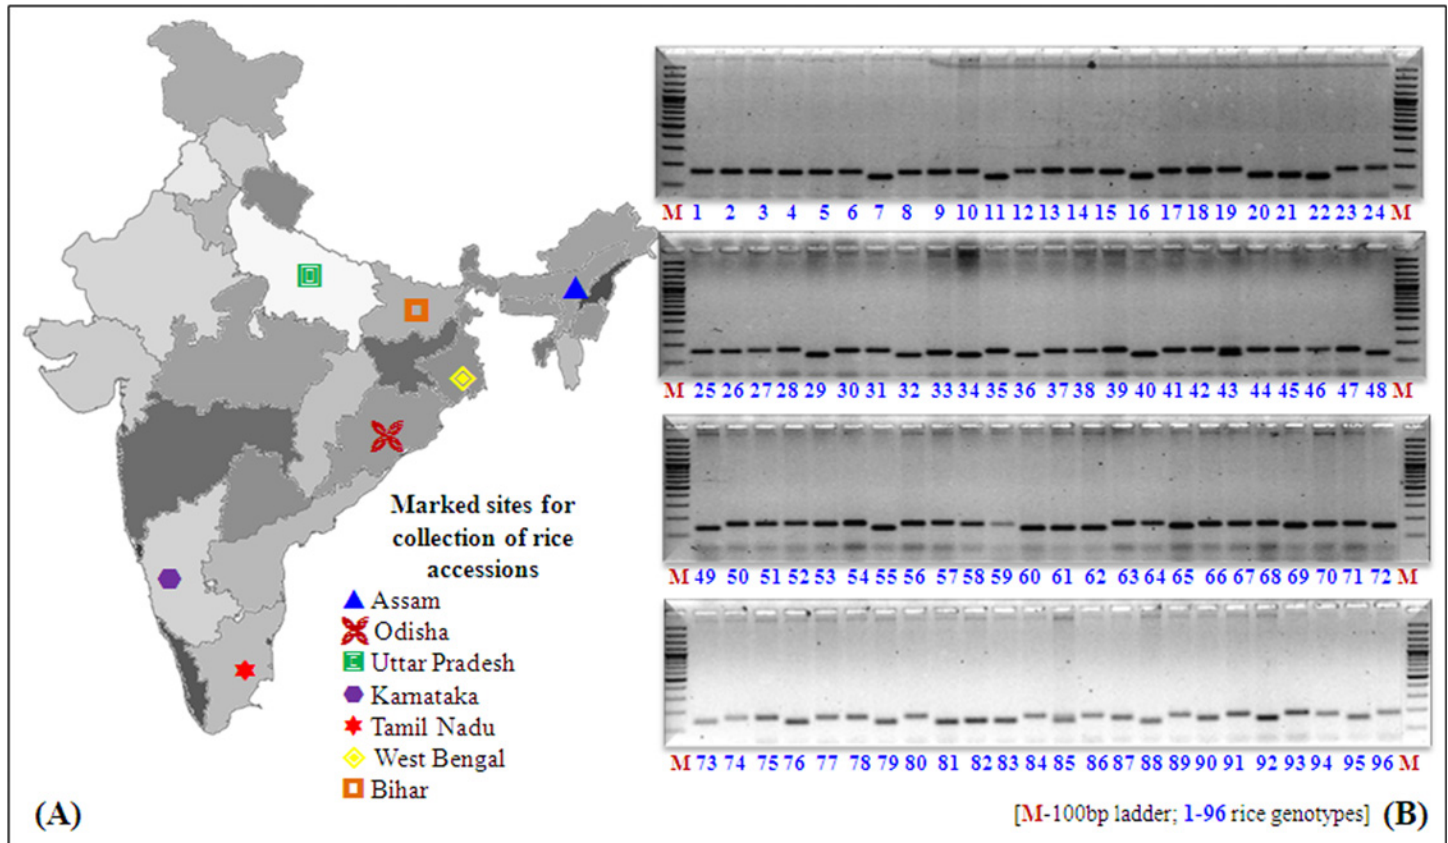 Marked sites for
collection of rice
accessions
Assam
Odisha
Uttar Pradesh
Karnataka
Tamil Nadu
West Bengal
Bihar
(A)
M 1 2 3 4 5 6 7 8 9 10 11 12 13 14 15 16 17 18 19 20 21 22 23 24 M
M 25 26 27 28 29 30 31 32 33 34 35 36 37 38 39 40 41 42 43 44 45 46 47 48 M
M 49 50 51 52 53 54 55 56 57 58 59 60 61 62 63 64 65 66 67 68 69 70 71 72 M
M 73 74 75 76 77 78 79 80 81 82 83 84 85 86 87 88 89 90 91 92 93 94 95 96 M
[M-100bp ladder; 1-96 rice genotypes] (B)